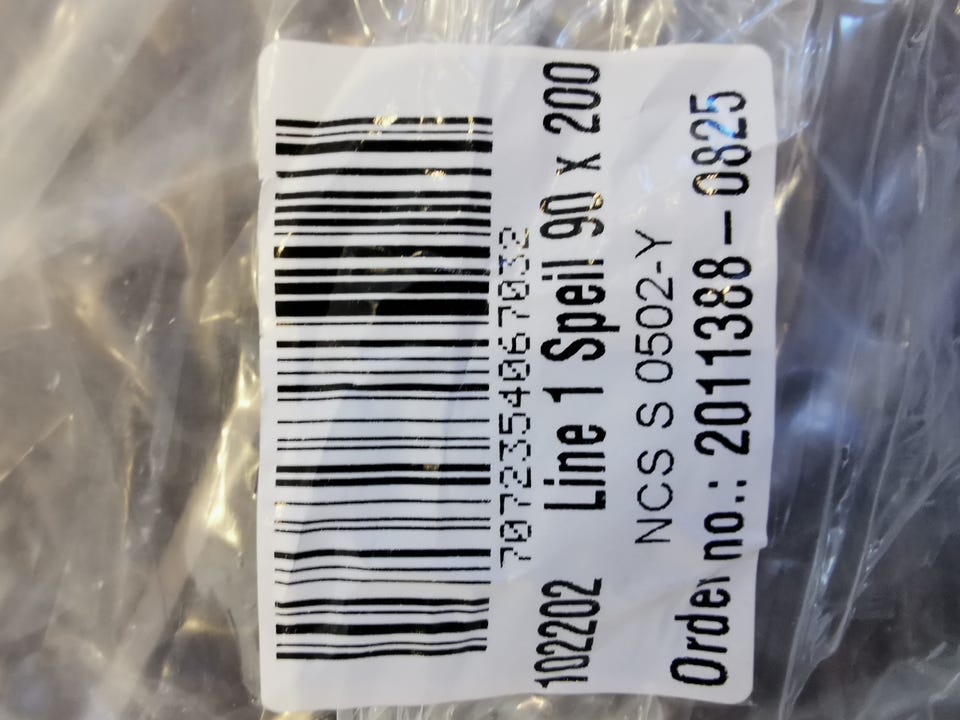 7072354067032
102202 Line 1 Speil 90 x 200
NCS S 0502-Y
Order no.: 2011388 – 0825